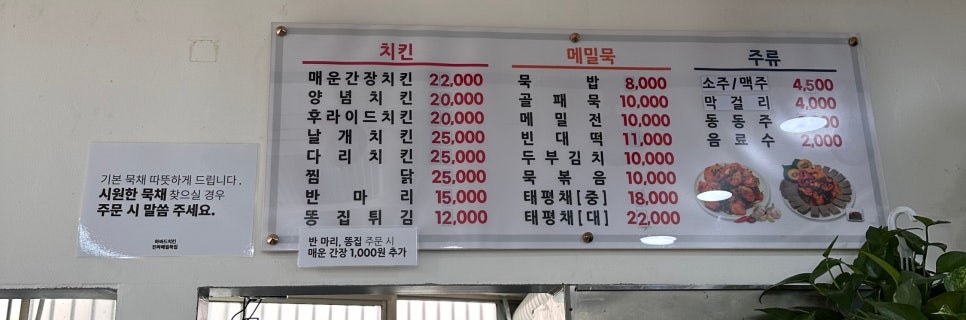 치킨
매운간장치킨 22,000
양념치킨 20,000
후라이드치킨 20,000
날개치킨 25,000
다리치킨 25,000
찜닭 25,000
반마리 15,000
똥집튀김 12,000
반 마리, 똥집 주문 시
매운 간장 1,000원 추가
메밀묵
묵밥 8,000
골패묵 10,000
메밀전 10,000
빈대떡 11,000
두부김치 10,000
묵볶음 10,000
태평채[중] 18,000
태평채[대] 22,000
주류
소주/맥주 4,500
막걸리 4,000
동동주
음료수 2,000
기본 묵채 따뜻하게 드립니다.
시원한 묵채 찾으실 경우
주문 시 말씀 주세요.